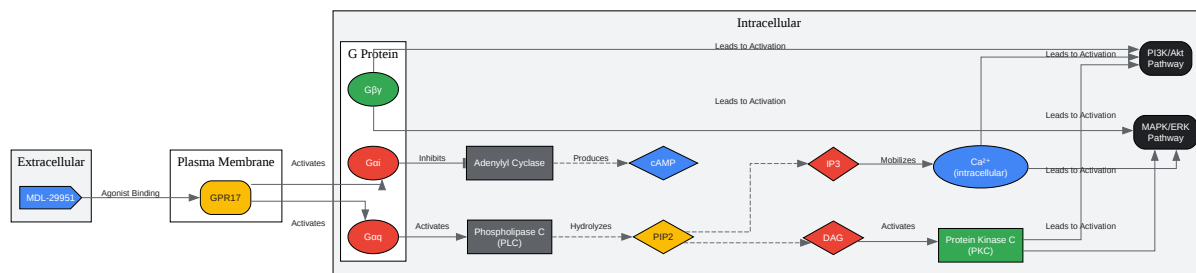 Intracellular
G Protein
Leads to Activation
Leads to Activation
PI3K/Akt
Pathway
Gβγ
Leads to Activation
Leads to Activation
MAPK/ERK
Pathway
Extracellular
Plasma Membrane
Activates
Gαi
Inhibits
Adenylyl Cyclase
Produces
cAMP
IP3
Mobilizes
Ca²⁺
(intracellular)
Leads to Activation
MDL-29951
Agonist Binding
GPR17
Activates
Gαq
Activates
Phospholipase C
(PLC)
Hydrolyzes
PIP2
DAG
Activates
Protein Kinase C
(PKC)
Leads to Activation